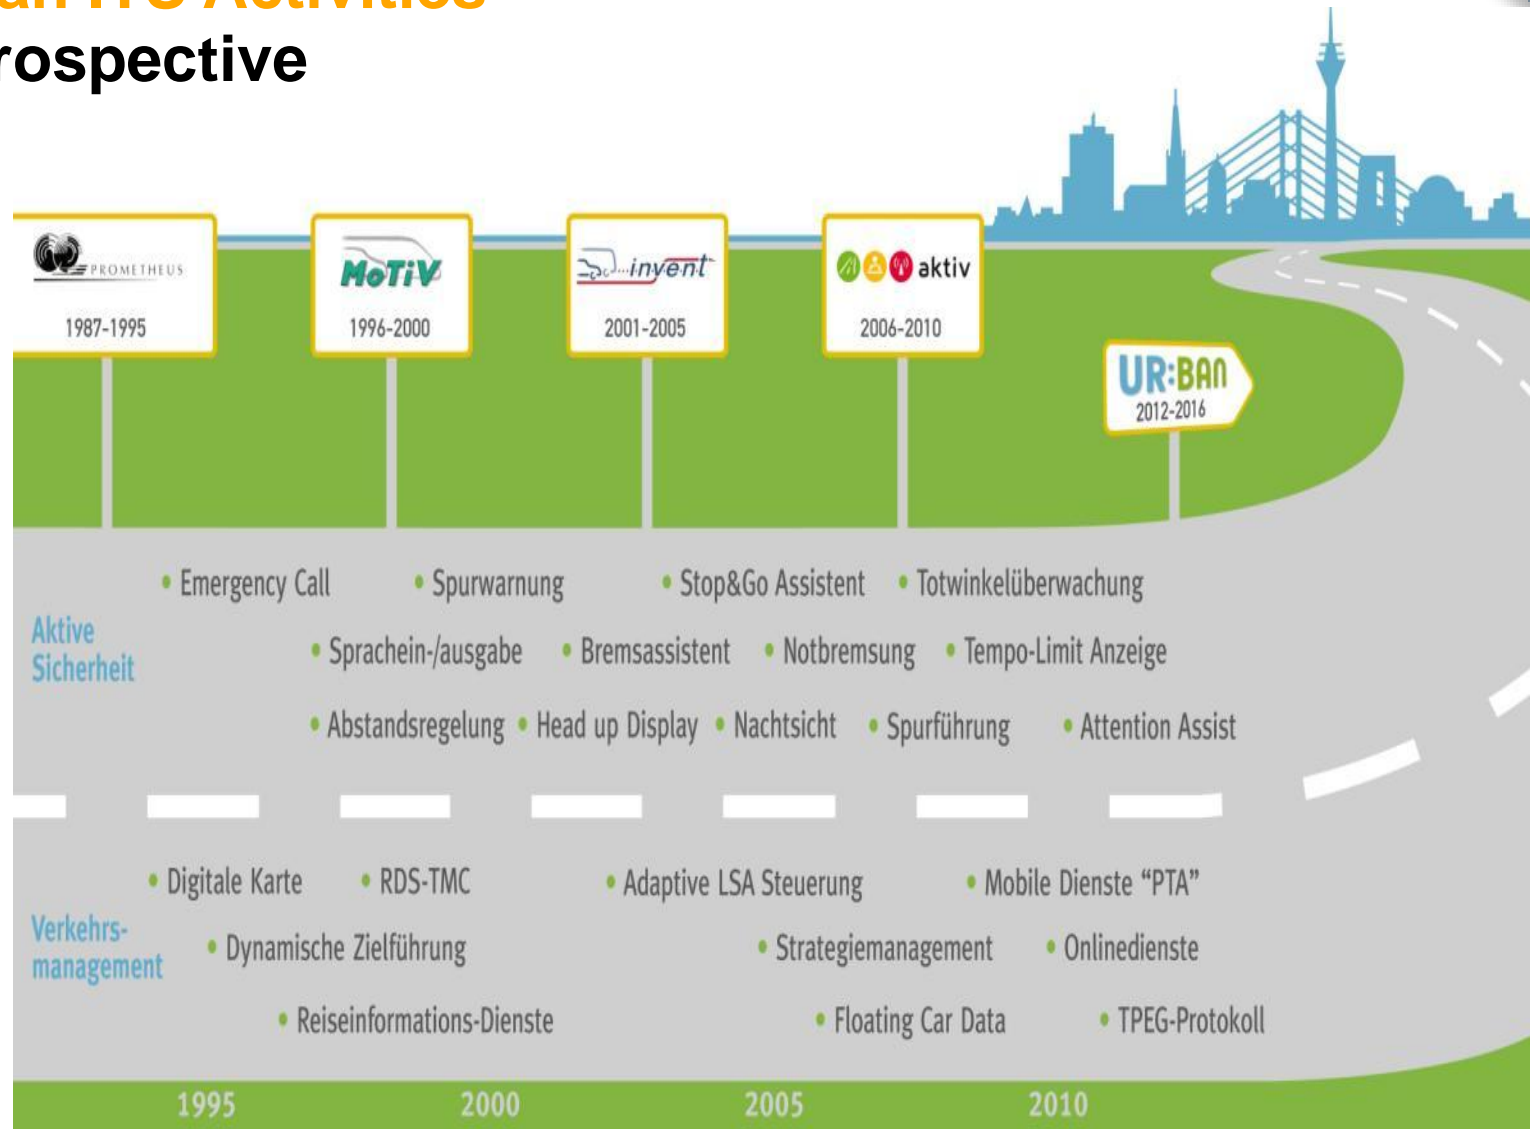 an ITS Activities
rospective
PROMETHEUS
1987-1995
MoTiV
1996-2000
invent
2001-2005
aktiv
2006-2010
UR:BAN
2012-2016
Aktive
Sicherheit
• Emergency Call • Spurwarnung • Stop&Go Assistent • Totwinkelüberwachung
• Sprachein-/ausgabe • Bremsassistent • Notbremsung • Tempo-Limit Anzeige
• Abstandsregelung • Head up Display • Nachtsicht • Spurführung • Attention Assist
Verkehrs-
management
• Digitale Karte • RDS-TMC • Adaptive LSA Steuerung • Mobile Dienste “PTA”
• Dynamische Zielführung • Strategiemanagement • Onlinedienste
• Reiseinformations-Dienste • Floating Car Data • TPEG-Protokoll
1995 2000 2005 2010